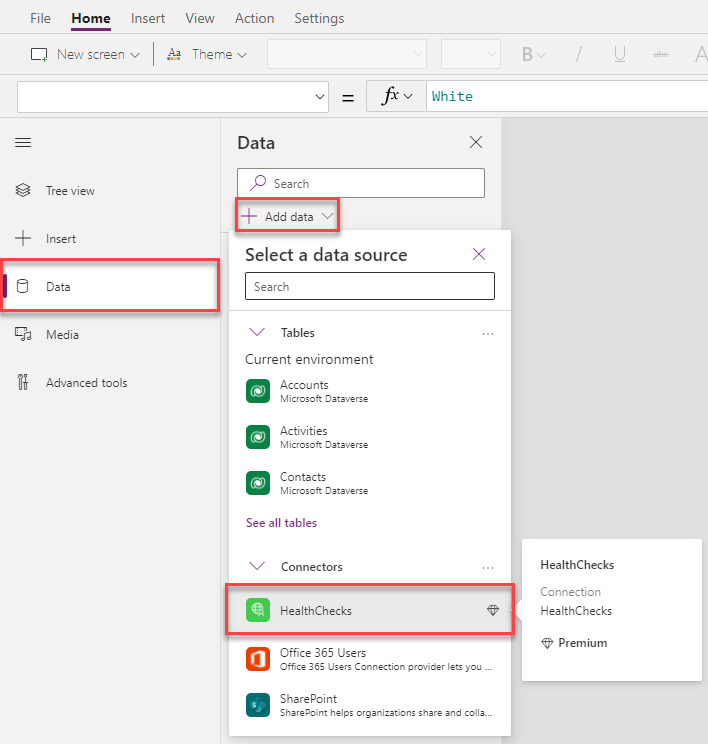 File Home Insert View Action Settings
New screen Aa Theme B / U abc A
= fx White
Data
Search
Tree view
Add data
Insert
Select a data source
Data
Search
Media
Tables ...
Current environment
Advanced tools
Accounts
Microsoft Dataverse
Activities
Microsoft Dataverse
Contacts
Microsoft Dataverse
See all tables
Connectors ...
HealthChecks
HealthChecks
Connection
HealthChecks
Premium
Office 365 Users
Office 365 Users Connection provider lets you ...
SharePoint
SharePoint helps organizations share and colla...